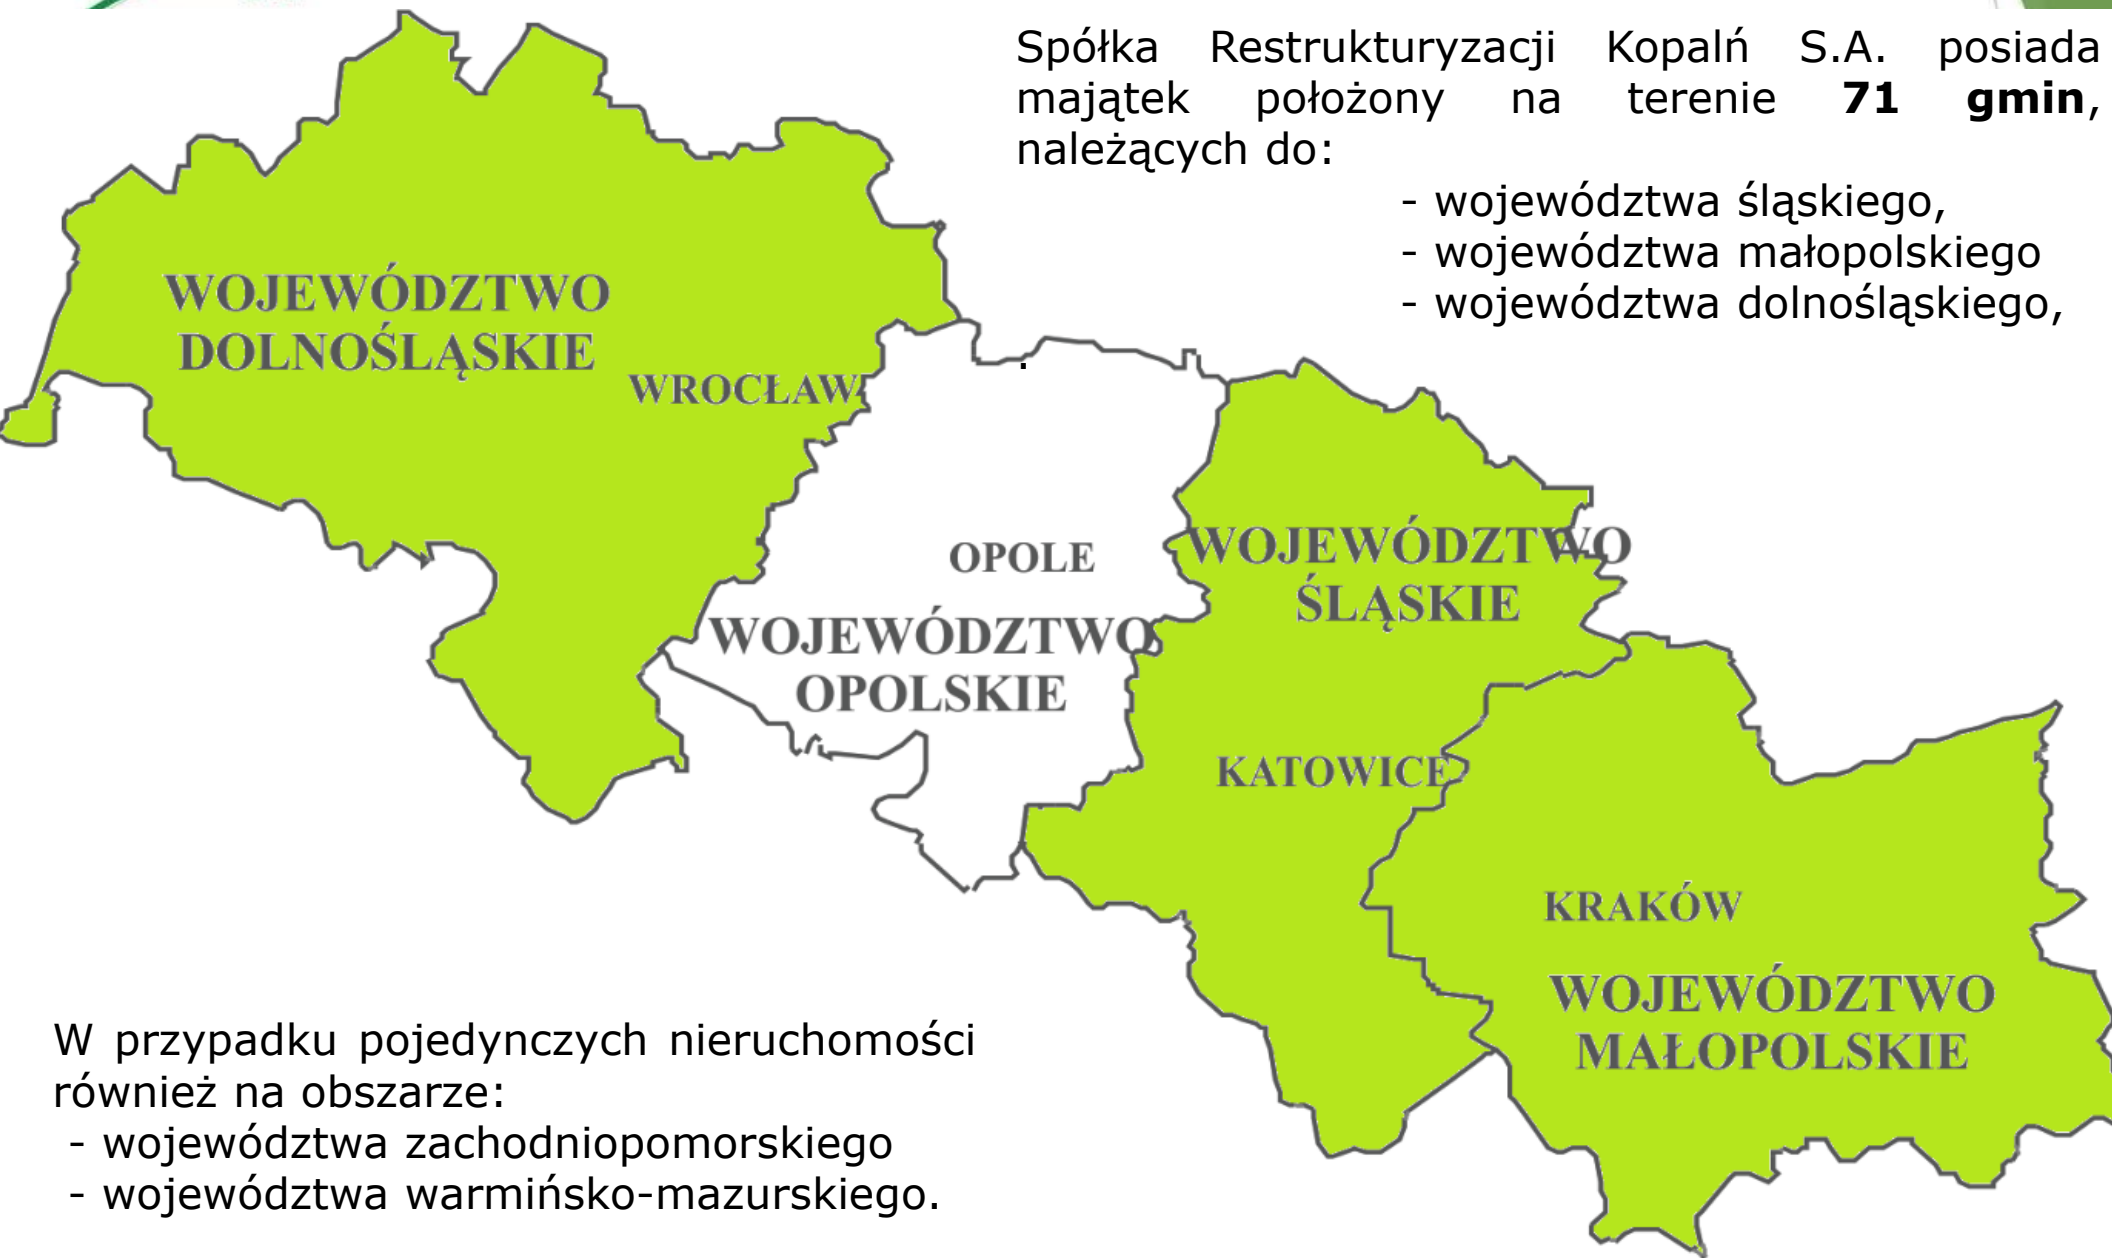 Spółka Restrukturyzacji Kopalń S.A. posiada
majątek położony na terenie 71 gmin,
należących do:
- województwa śląskiego,
- województwa małopolskiego
- województwa dolnośląskiego,
.
WOJEWÓDZTWO
DOLNOŚLĄSKIE
WROCŁAW
OPOLE
WOJEWÓDZTWO
OPOLSKIE
WOJEWÓDZTWO
ŚLĄSKIE
KATOWICE
KRAKÓW
WOJEWÓDZTWO
MAŁOPOLSKIE
W przypadku pojedynczych nieruchomości
również na obszarze:
- województwa zachodniopomorskiego
- województwa warmińsko-mazurskiego.